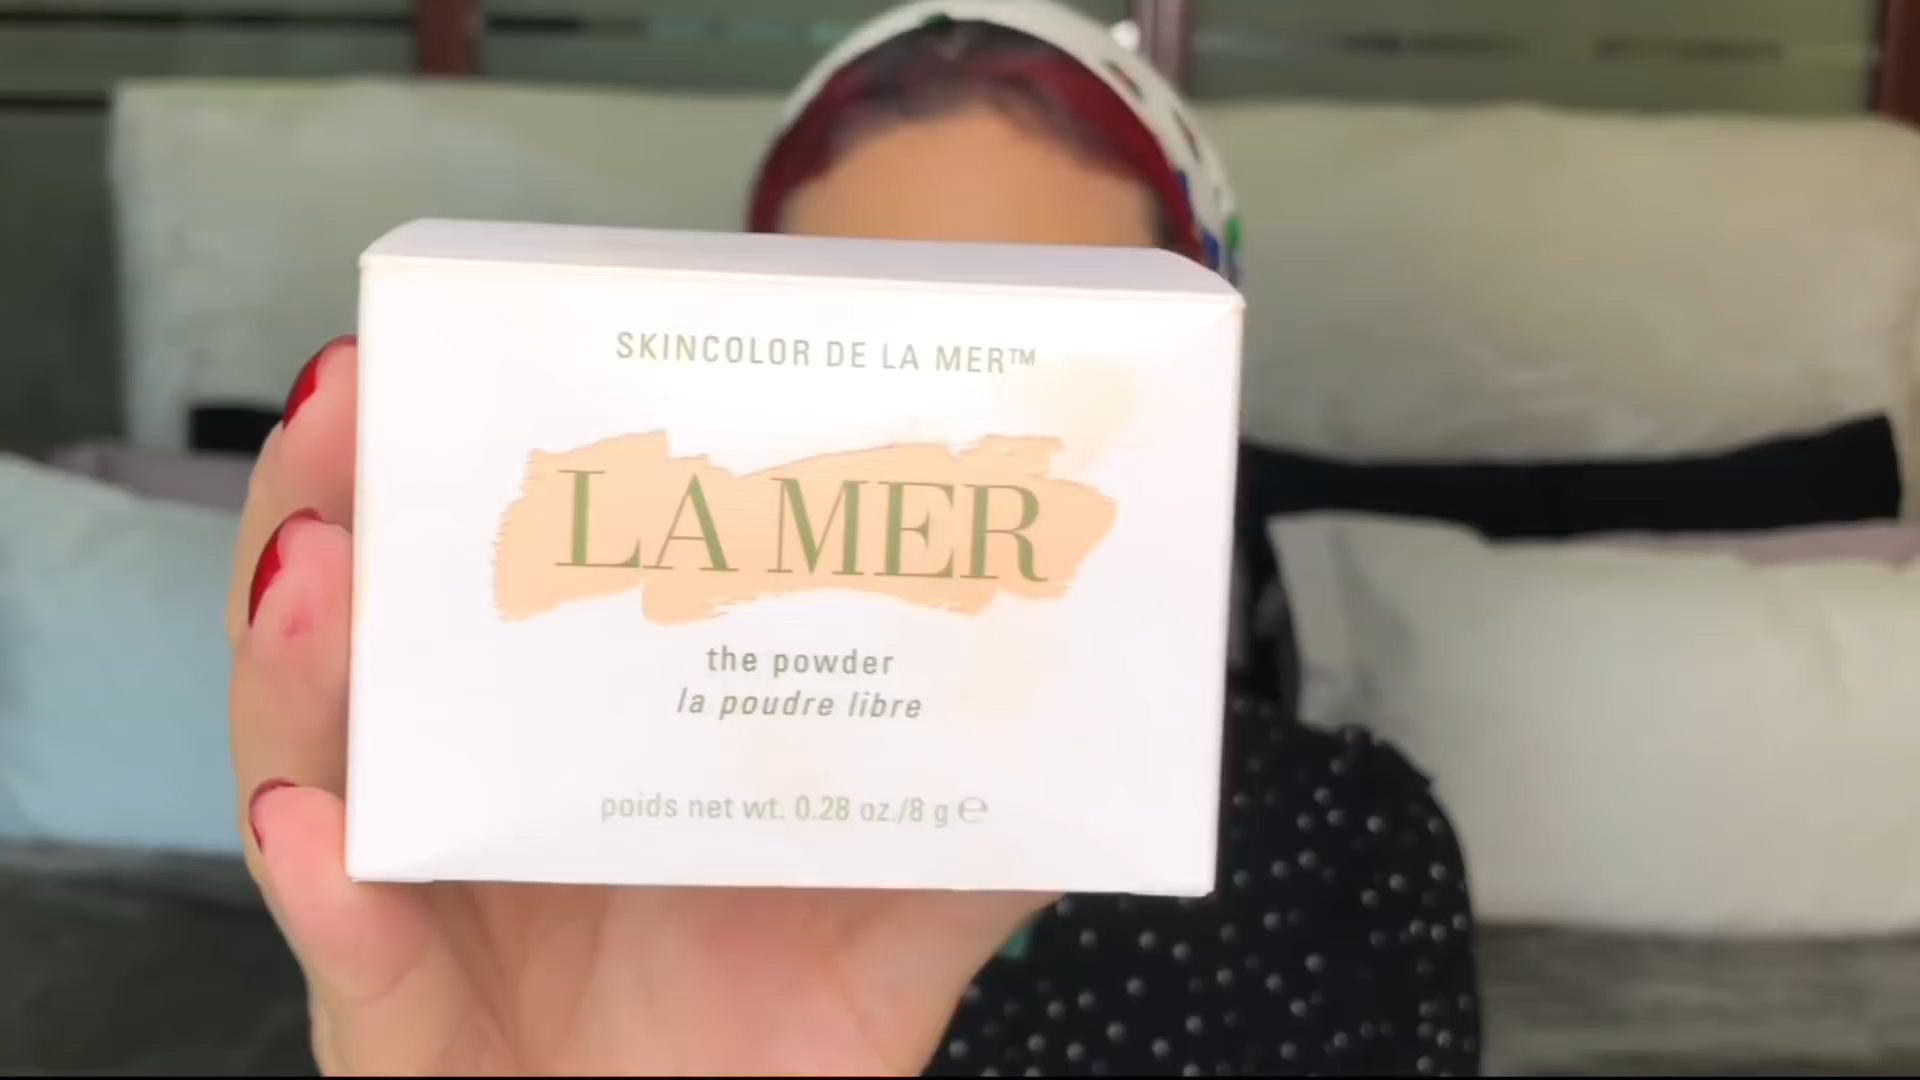 SKINCOLOR DE LA MER™
LA MER
the powder
la poudre libre
poids net wt. 0.28 oz./8 g ℮